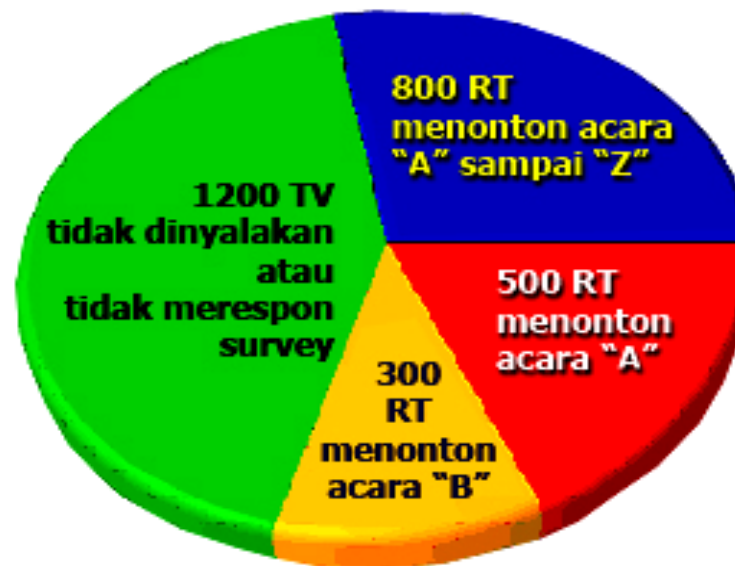 800 RT
menonton acara
“A” sampai “Z”
1200 TV
tidak dinyalakan
atau
tidak merespon
survey
500 RT
menonton
acara “A”
300
RT
menonton
acara “B”